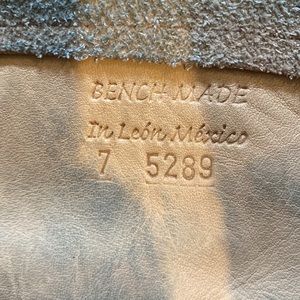 BENCH MADE
In León México
7 5289